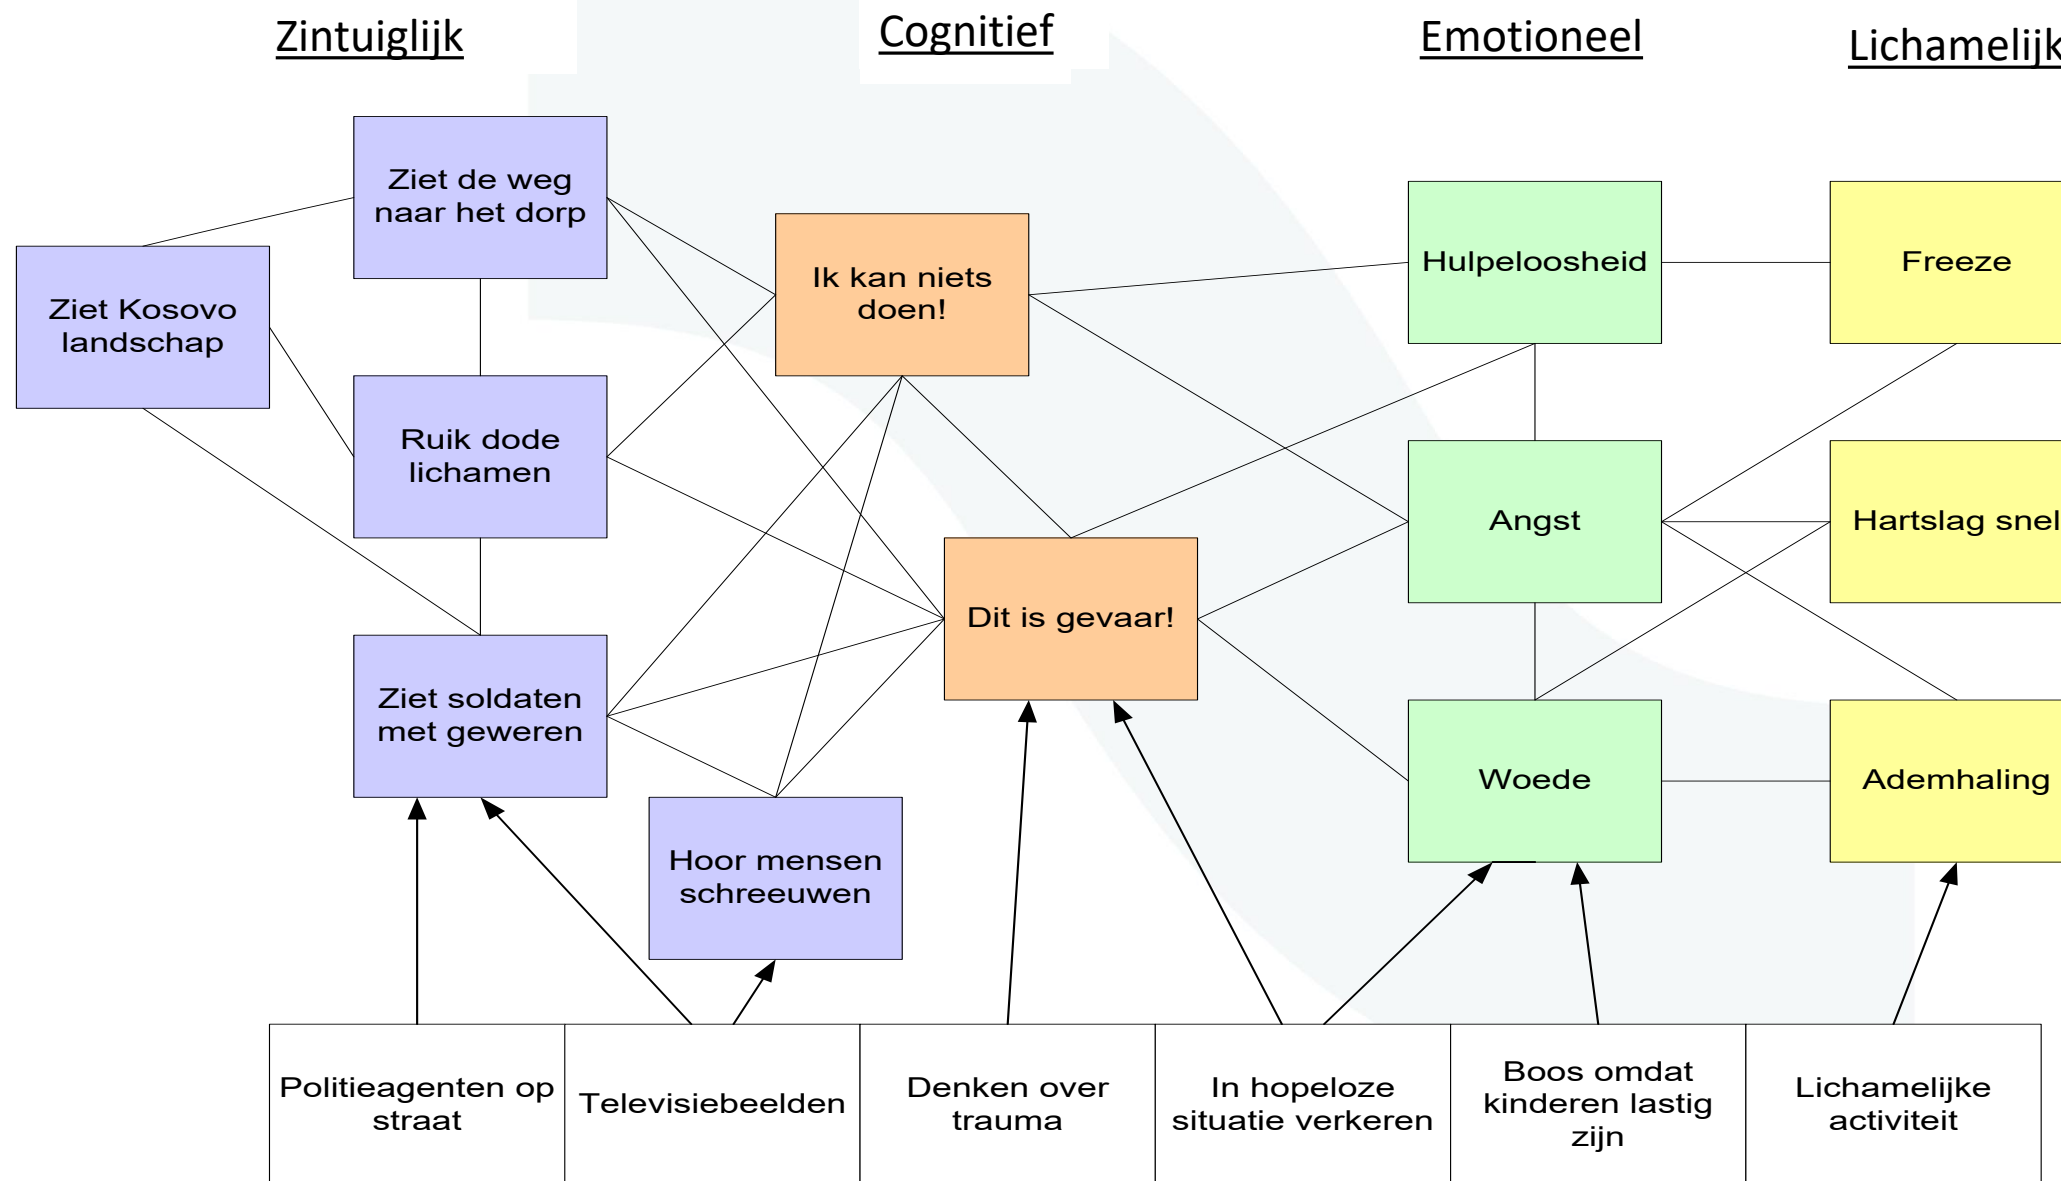 Zintuiglijk
Cognitief
Emotioneel
Lichamelijk
Ziet de weg
naar het dorp
Ziet Kosovo
landschap
Ruik dode
lichamen
Ziet soldaten
met geweren
Hoor mensen
schreeuwen
Ik kan niets
doen!
Dit is gevaar!
Hulpeloosheid
Angst
Woede
Freeze
Hartslag snel
Ademhaling
Politieagenten op
straat
Televisiebeelden
Denken over
trauma
In hopeloze
situatie verkeren
Boos omdat
kinderen lastig
zijn
Lichamelijke
activiteit